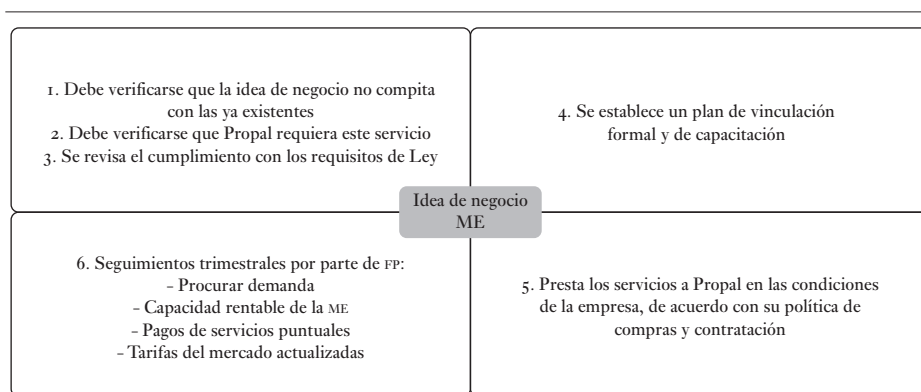 1. Debe verificarse que la idea de negocio no compita
con las ya existentes
2. Debe verificarse que Propal requiera este servicio
3. Se revisa el cumplimiento con los requisitos de Ley
4. Se establece un plan de vinculación
formal y de capacitación
Idea de negocio
ME
6. Seguimientos trimestrales por parte de FP:
– Procurar demanda
– Capacidad rentable de la ME
– Pagos de servicios puntuales
– Tarifas del mercado actualizadas
5. Presta los servicios a Propal en las condiciones
de la empresa, de acuerdo con su política de
compras y contratación